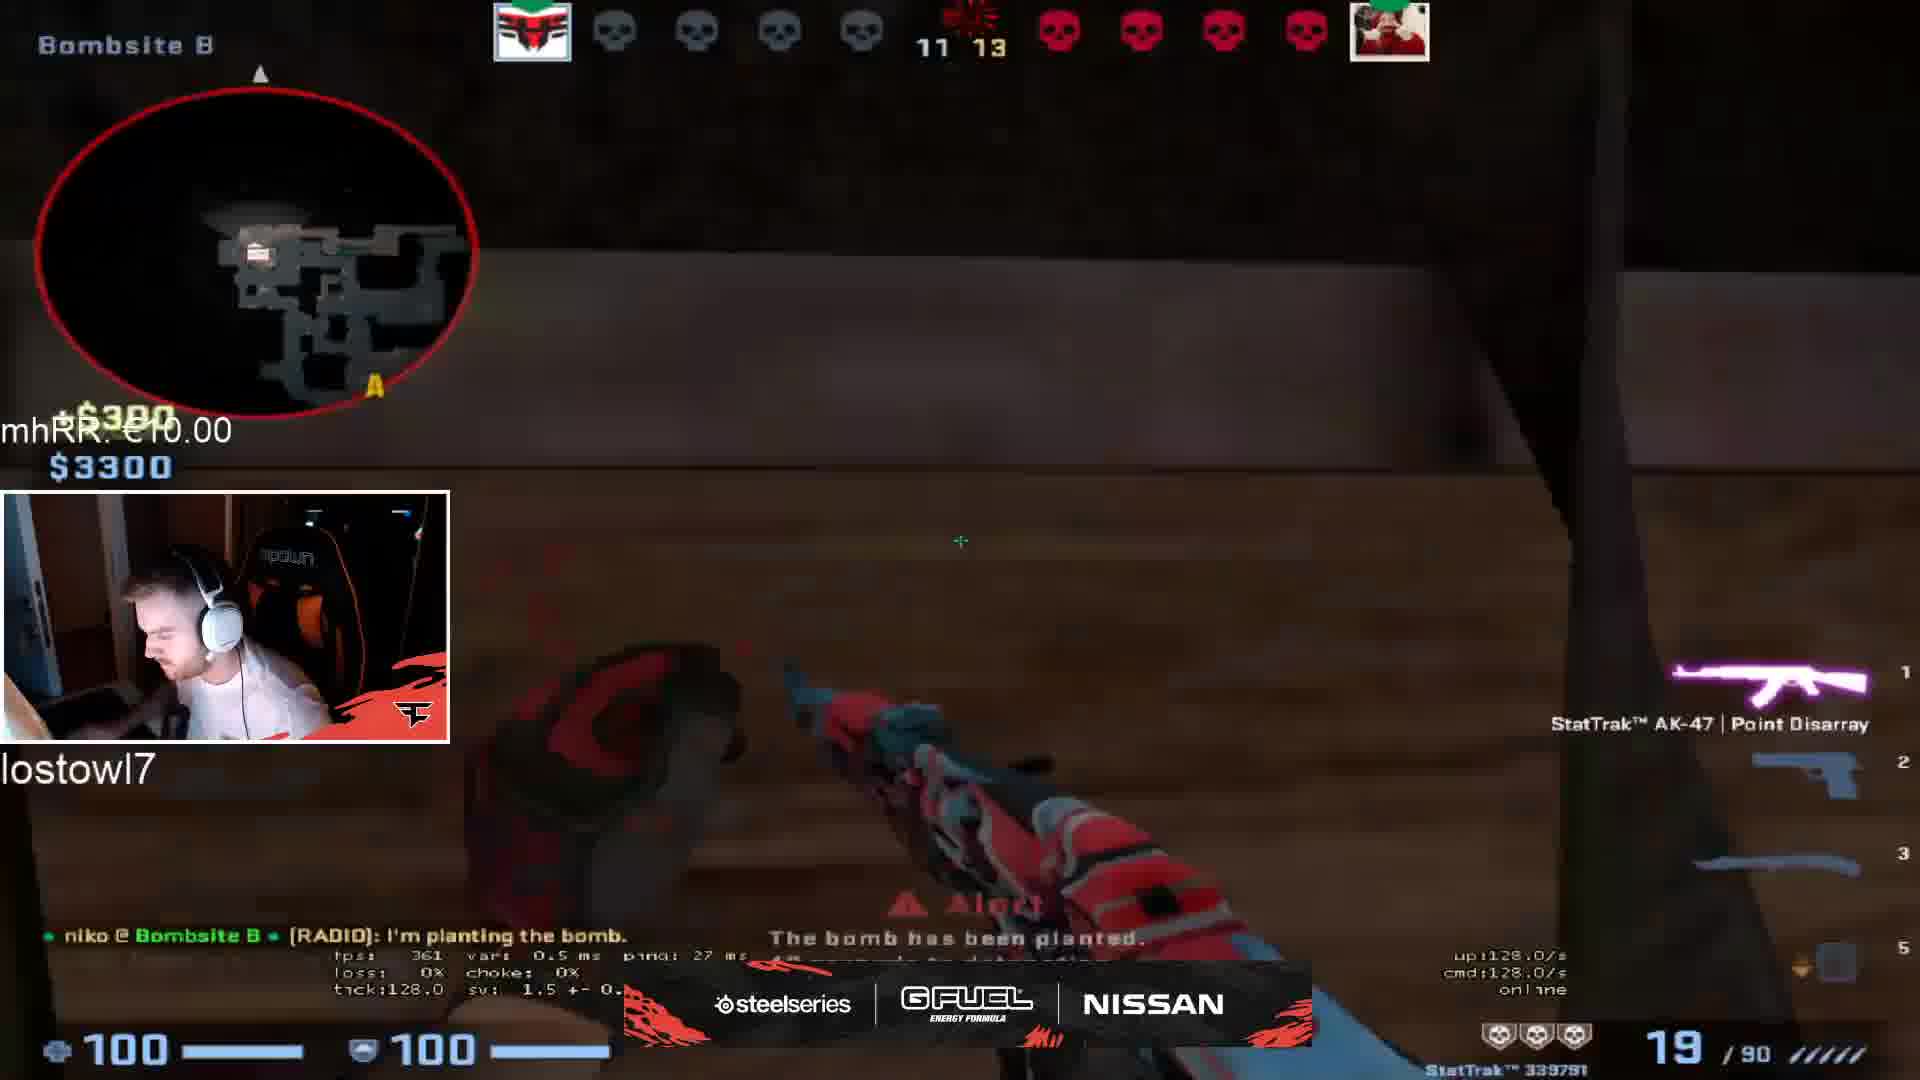 Bombsite B
11 13
A
+$300
mhRR: €10.00
$3300
lostowl7
1
StatTrak™ AK-47 | Point Disarray
2
3
5
niko @ Bombsite B • (RADIO): I'm planting the bomb.
Alert
The bomb has been planted.
fps: 361 var: 0.5 ms ping: 27 ms
loss: 0% choke: 0%
tick:128.0 sv: 1.5 +- 0.
up:128.0/s
cmd:128.0/s
online
steelseries
GFUEL
ENERGY FORMULA
NISSAN
100
100
19 / 90
StatTrak™ 339791